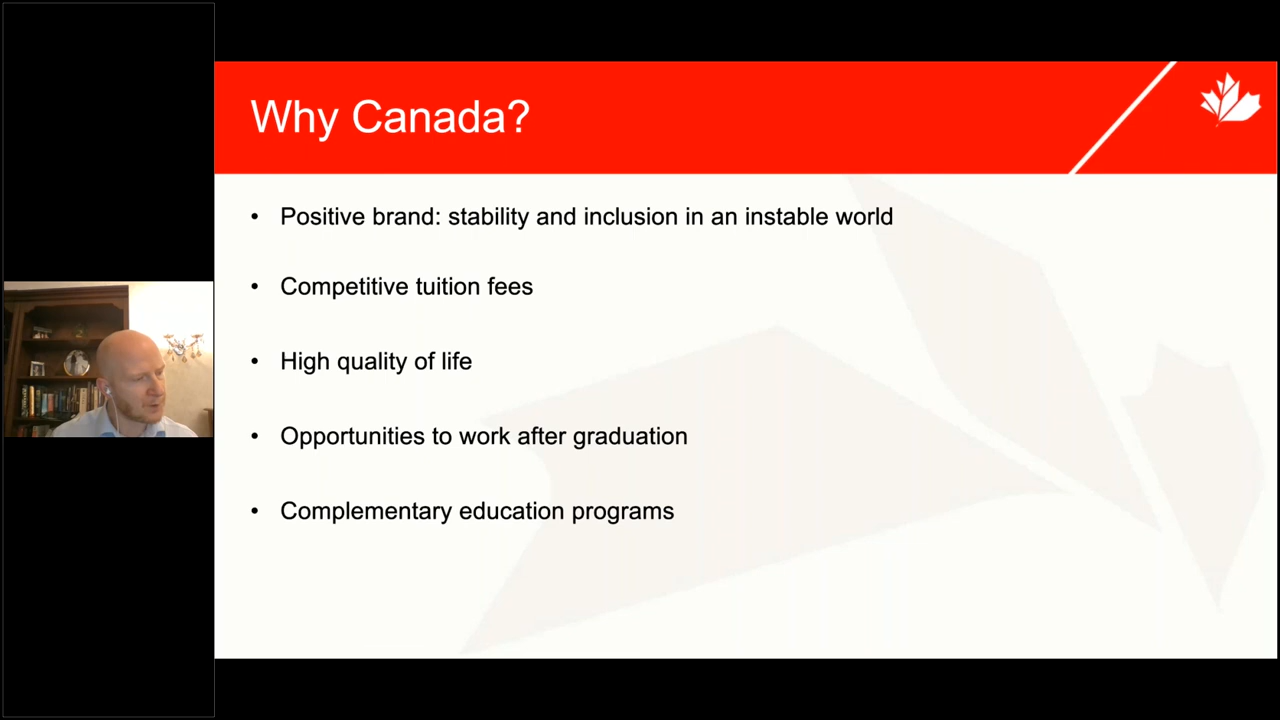 Why Canada?
• Positive brand: stability and inclusion in an instable world
• Competitive tuition fees
• High quality of life
• Opportunities to work after graduation
• Complementary education programs